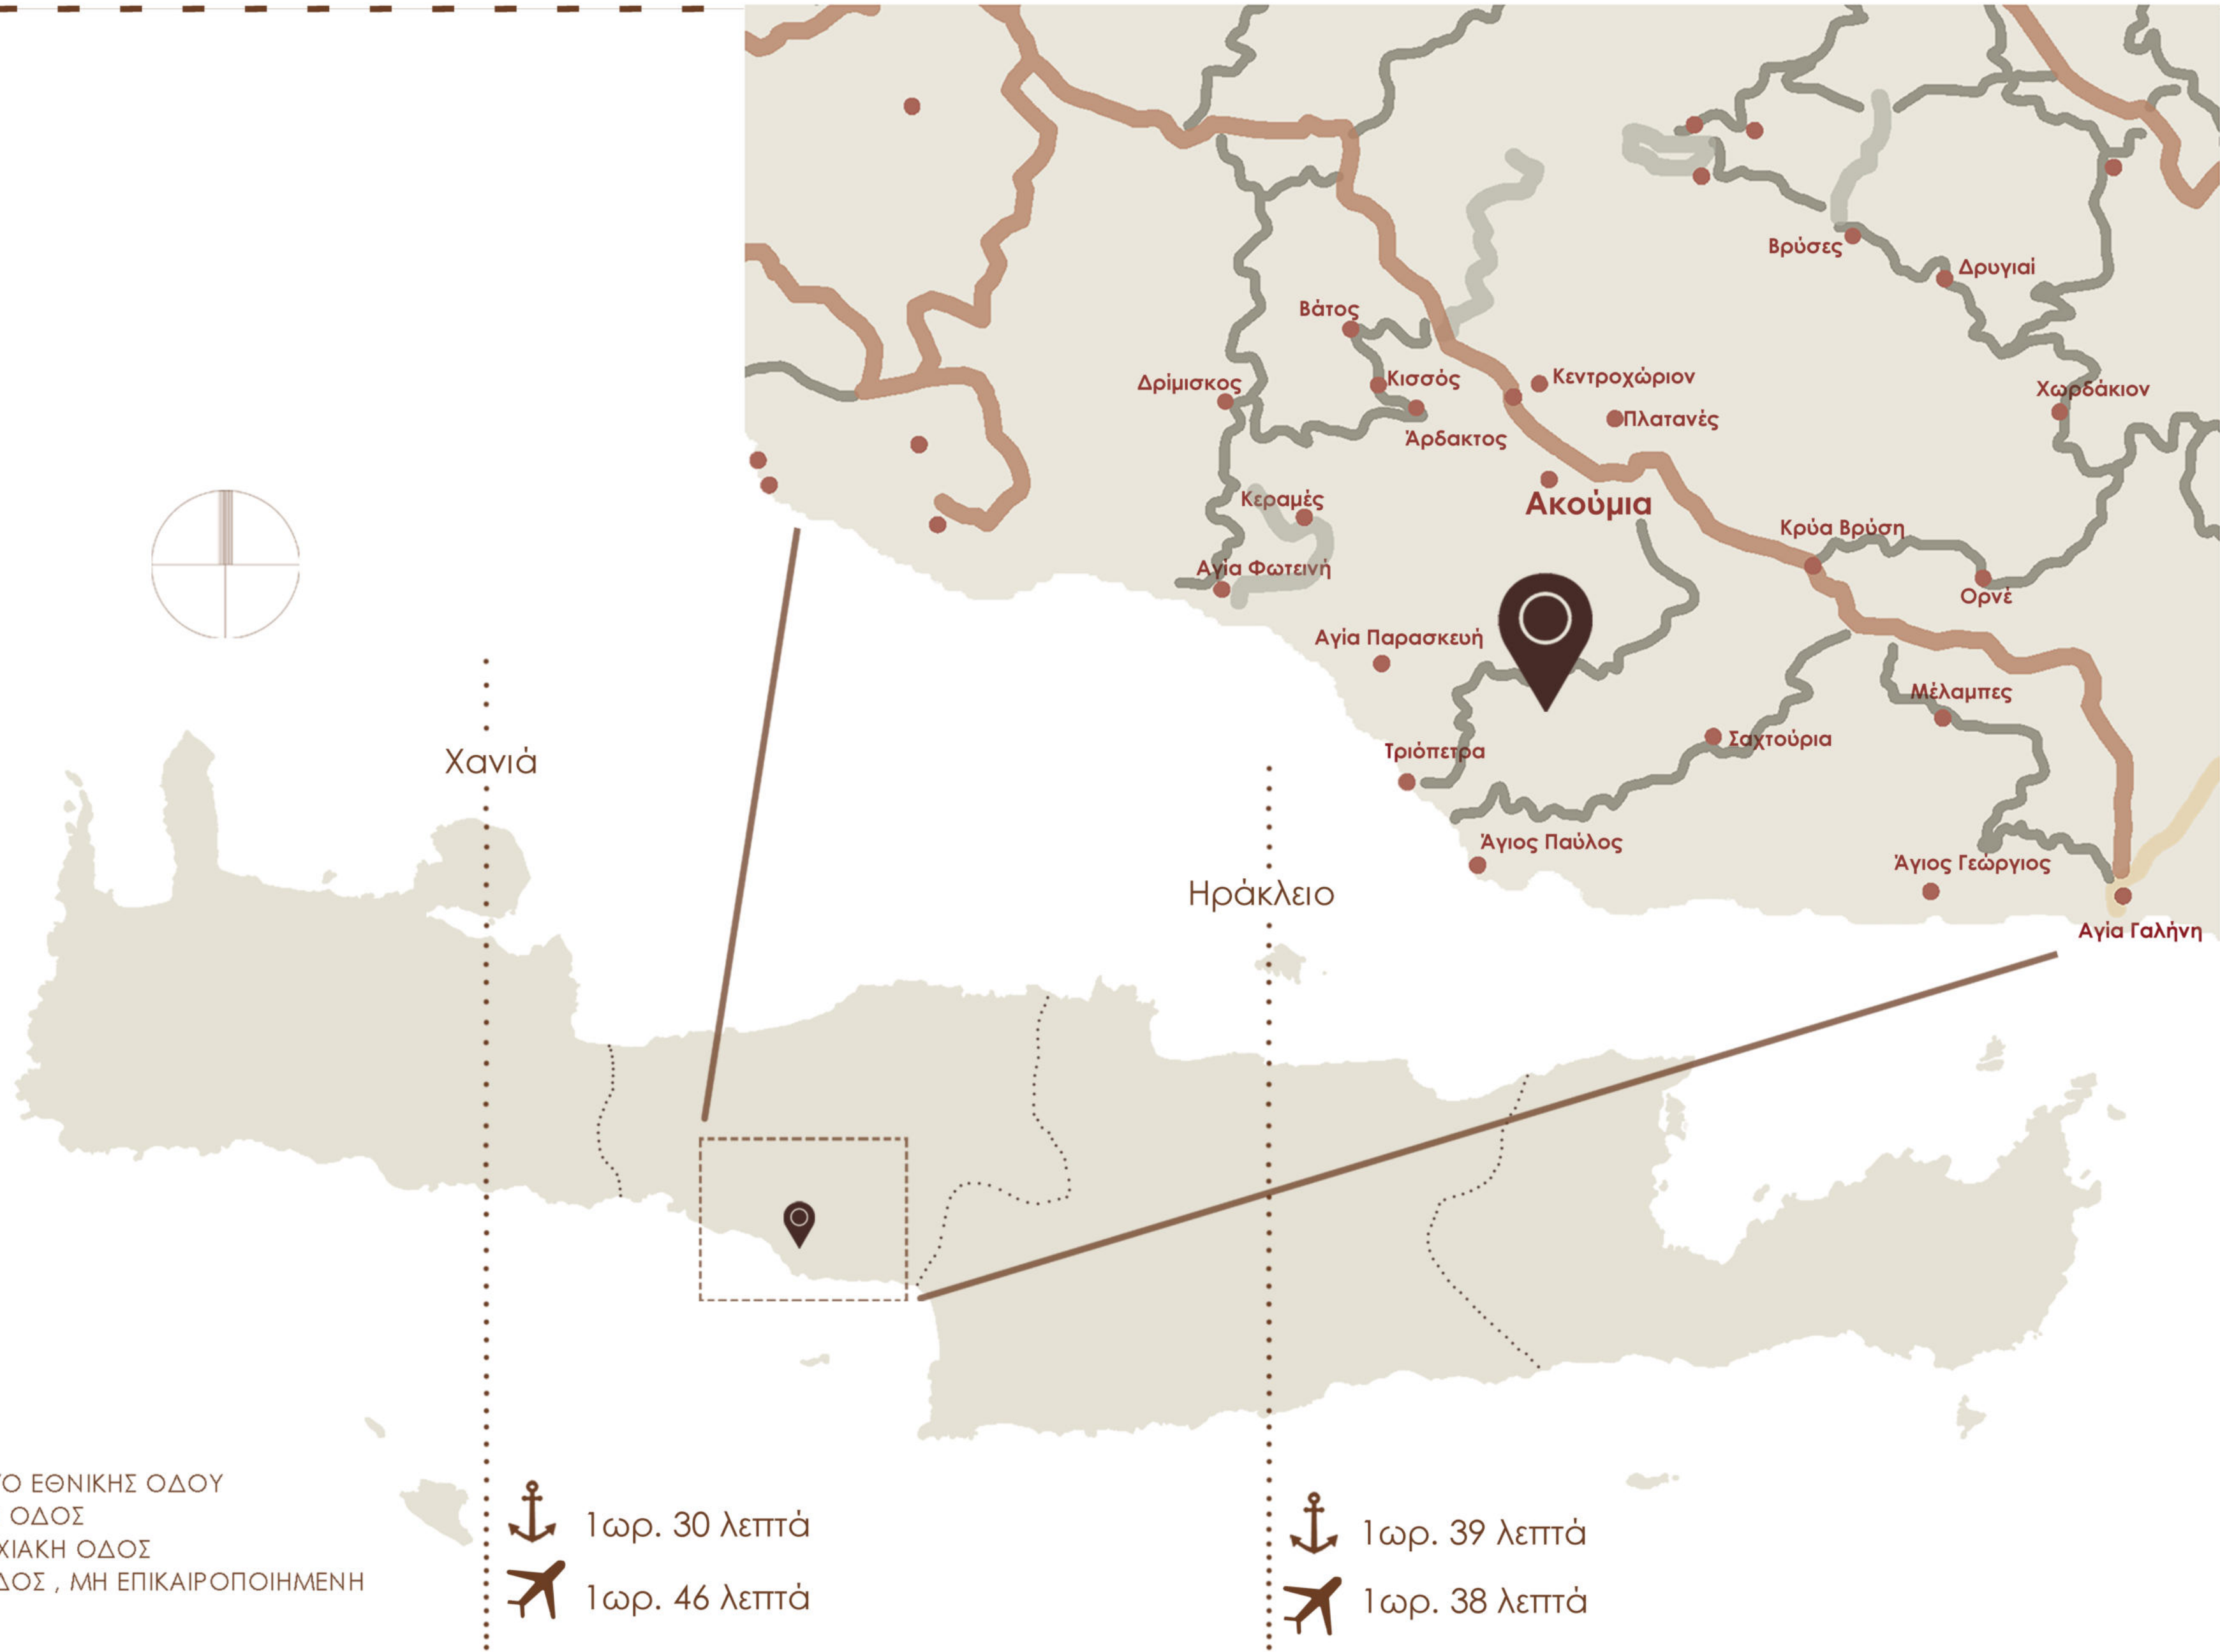 Βρύσες
Δρυγιαί
Βάτος
Κισσός
Κεντροχώριον
Δρίμισκος
Χωρδάκιον
Πλατανές
Άρδακτος
Κεραμές
Ακούμια
Κρύα Βρύση
Αγία Φωτεινή
Ορνέ
Αγία Παρασκευή
Μέλαμπες
Τριόπετρα
Σαχτούρια
Άγιος Παύλος
Άγιος Γεώργιος
Αγία Γαλήνη
Χανιά
Ηράκλειο
ΕΘΝΙΚΗΣ ΟΔΟΥ
ΟΔΟΣ
ΧΙΑΚΗ ΟΔΟΣ
ΔΟΣ , ΜΗ ΕΠΙΚΑΙΡΟΠΟΙΗΜΕΝΗ
1ωρ. 30 λεπτά
1ωρ. 46 λεπτά
1ωρ. 39 λεπτά
1ωρ. 38 λεπτά